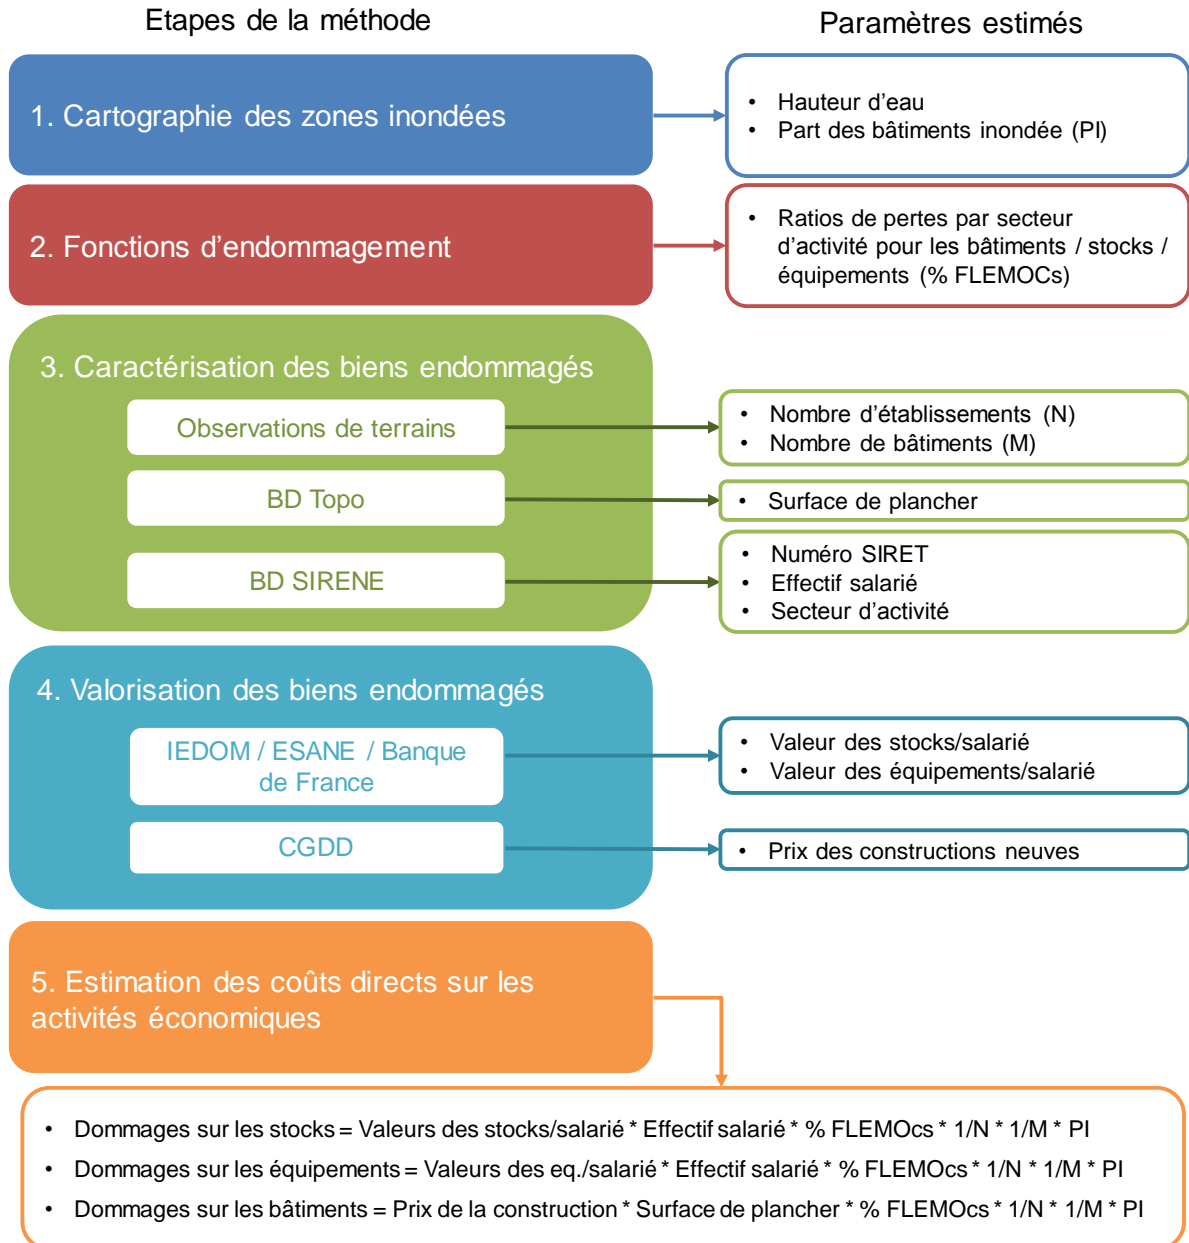 Etapes de la méthode
Paramètres estimés
1. Cartographie des zones inondées
• Hauteur d'eau
• Part des bâtiments inondée (PI)
2. Fonctions d'endommagement
• Ratios de pertes par secteur
d'activité pour les bâtiments / stocks /
équipements (% FLEMOCs)
3. Caractérisation des biens endommagés
Observations de terrains
• Nombre d'établissements (N)
• Nombre de bâtiments (M)
BD Topo
• Surface de plancher
BD SIRENE
• Numéro SIRET
• Effectif salarié
• Secteur d'activité
4. Valorisation des biens endommagés
IEDOM / ESANE / Banque
de France
• Valeur des stocks/salarié
• Valeur des équipements/salarié
CGDD
• Prix des constructions neuves
5. Estimation des coûts directs sur les
activités économiques
• Dommages sur les stocks = Valeurs des stocks/salarié * Effectif salarié * % FLEMOcs * 1/N * 1/M * PI
• Dommages sur les équipements = Valeurs des eq./salarié * Effectif salarié * % FLEMOcs * 1/N * 1/M * PI
• Dommages sur les bâtiments = Prix de la construction * Surface de plancher * % FLEMOcs * 1/N * 1/M * PI